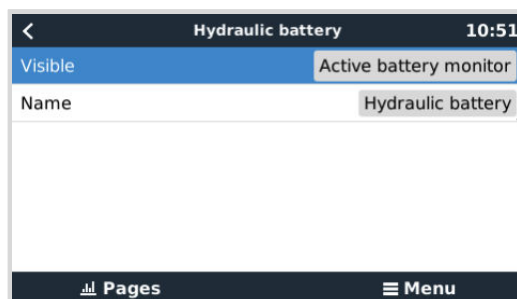 Hydraulic battery 10:51
Visible Active battery monitor
Name Hydraulic battery
Pages Menu